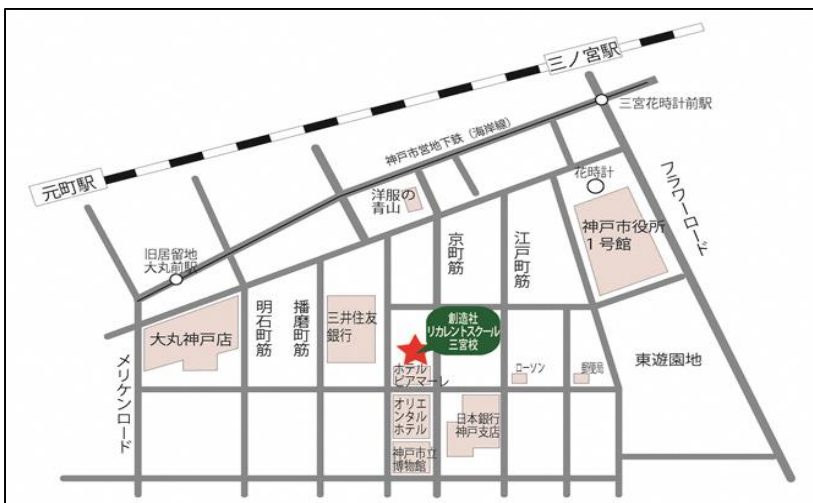 三ノ宮駅
三宮花時計前駅
神戸市営地下鉄(海岸線)
元町駅
花時計
フラワーロード
洋服の
青山
神戸市役所
1号館
旧居留地
大丸前駅
京町筋
江戸町筋
明石町筋
播磨町筋
三井住友
銀行
創造社
リカレントスクール
三宮校
大丸神戸店
メリケンロード
ホテル
ピアマーレ
ローソン
郵便局
東遊園地
オリエ
ンタル
ホテル
日本銀行
神戸支店
神戸市立
博物館